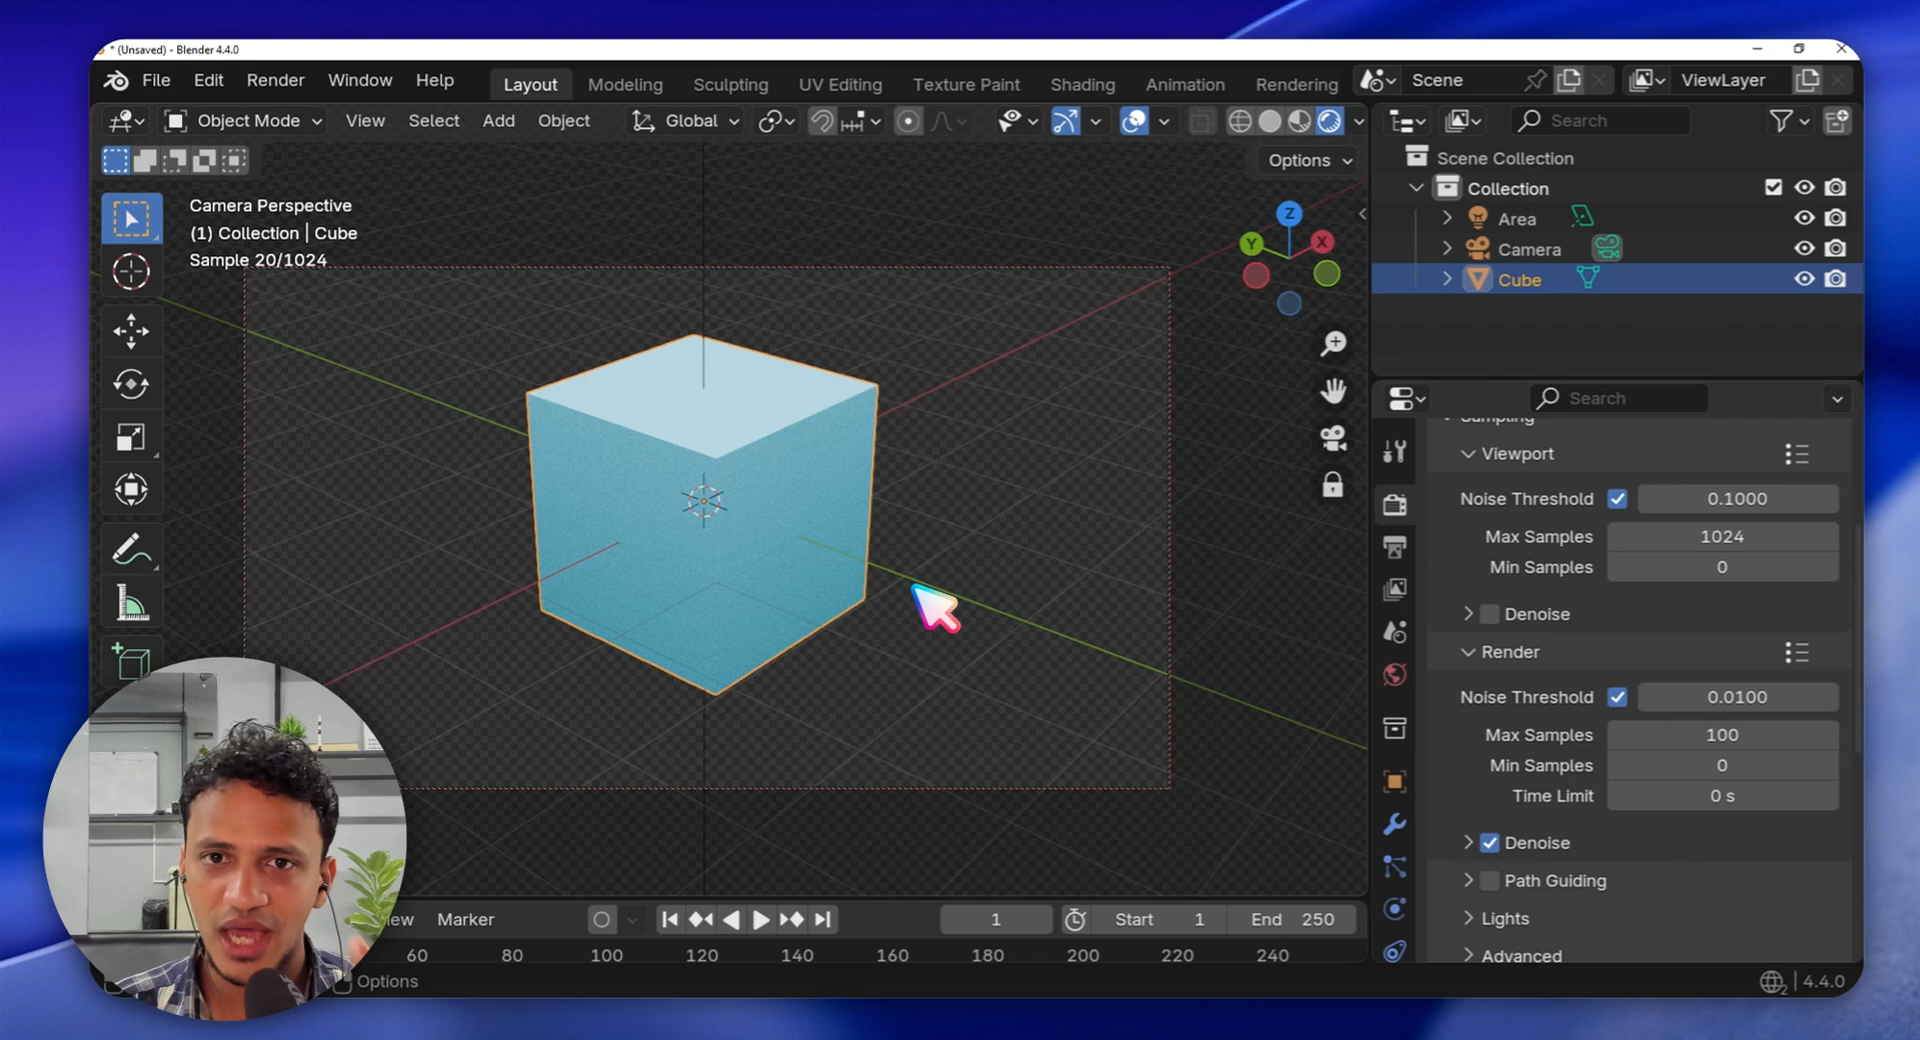 * (Unsaved) - Blender 4.4.0
File Edit Render Window Help Layout Modeling Sculpting UV Editing Texture Paint Shading Animation Rendering Scene ViewLayer
Object Mode View Select Add Object Global Search
Options
Camera Perspective
(1) Collection | Cube
Sample 20/1024
Z
Y X
Scene Collection
Collection
Area
Camera
Cube
Search
Sampling
Viewport
Noise Threshold 0.1000
Max Samples 1024
Min Samples 0
Denoise
Render
Noise Threshold 0.0100
Max Samples 100
Min Samples 0
Time Limit 0 s
Denoise
Path Guiding
Lights
Advanced
Marker 1 Start 1 End 250
60 80 100 120 140 160 180 200 220 240
Options 4.4.0